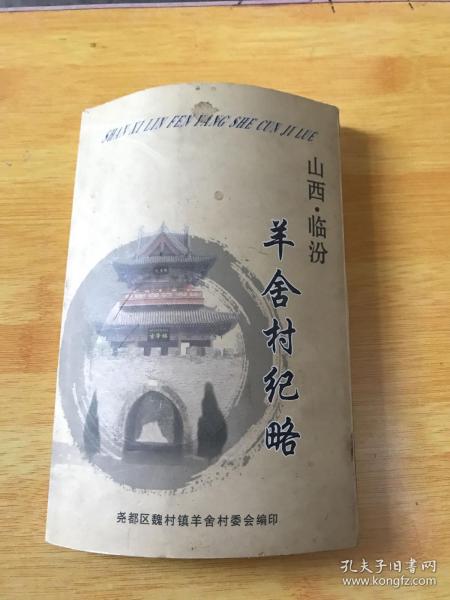 SHAN XI LIN FEN YANG SHE CUN JI LUE
山西·临汾
羊舍村纪略
尧都区魏村镇羊舍村委会编印
孔夫子旧书网
www.kongfz.com